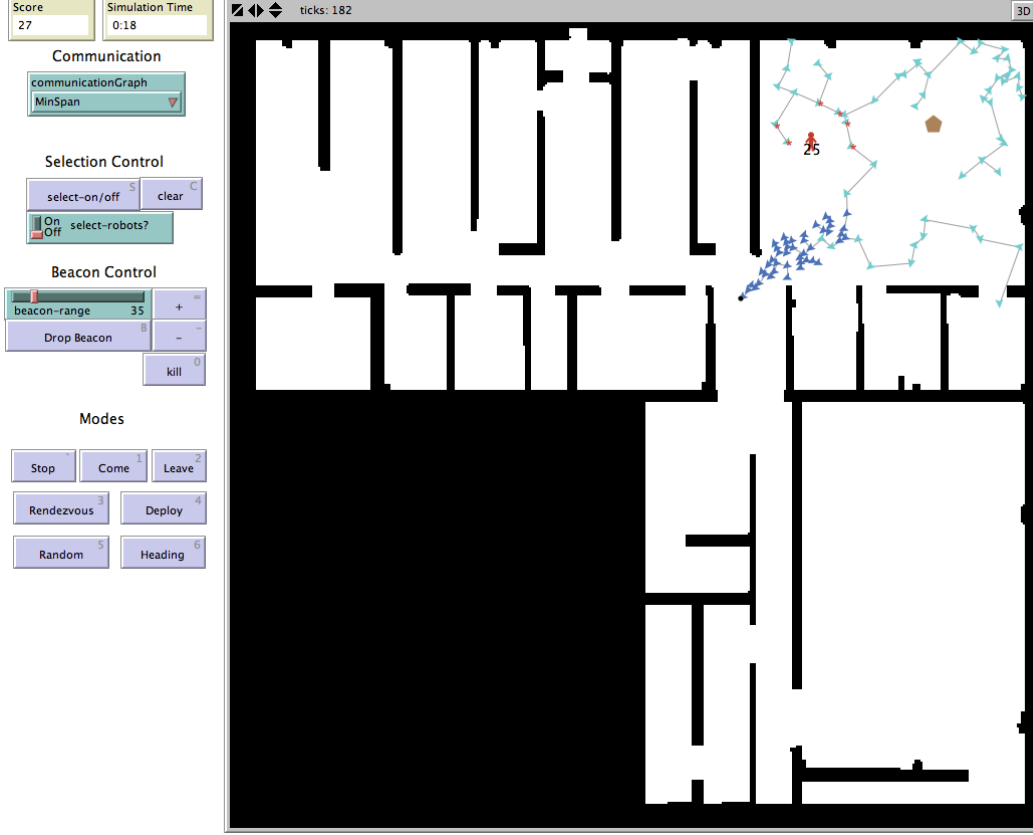 Score
27
Simulation Time
0:18
ticks: 182
3D
Communication
communicationGraph
MinSpan
Selection Control
select-on/off S
clear C
On
Off select-robots?
Beacon Control
beacon-range 35
+ =
Drop Beacon B
- -
kill 0
Modes
Stop `
Come 1
Leave 2
Rendezvous 3
Deploy 4
Random 5
Heading 6
25